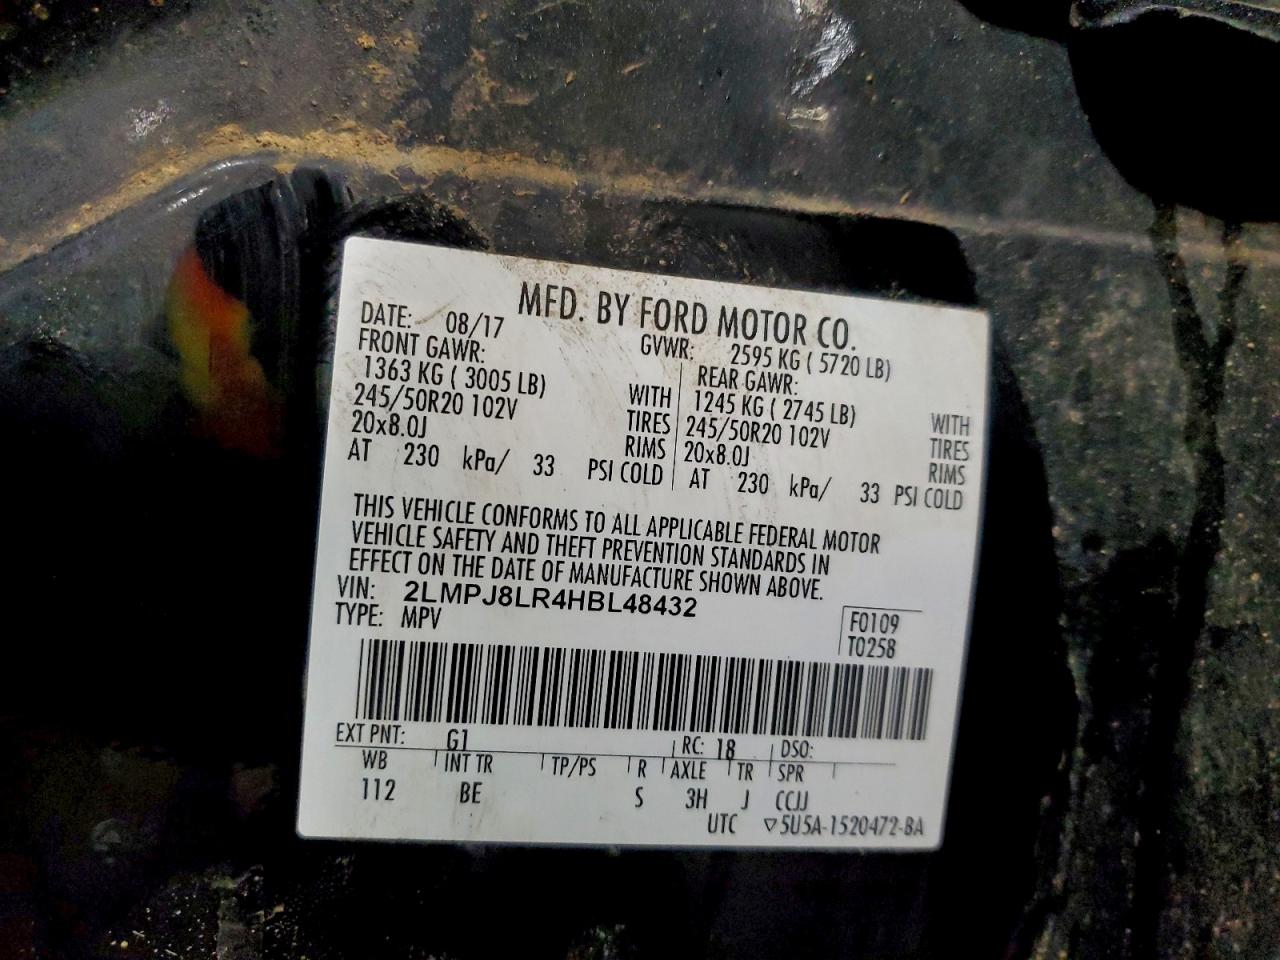 MFD. BY FORD MOTOR CO.
DATE: 08/17 GVWR: 2595 KG ( 5720 LB)
FRONT GAWR: REAR GAWR:
1363 KG ( 3005 LB) WITH 1245 KG ( 2745 LB) WITH
245/50R20 102V TIRES 245/50R20 102V TIRES
20x8.0J RIMS 20x8.0J RIMS
AT 230 kPa/ 33 PSI COLD AT 230 kPa/ 33 PSI COLD
THIS VEHICLE CONFORMS TO ALL APPLICABLE FEDERAL MOTOR
VEHICLE SAFETY AND THEFT PREVENTION STANDARDS IN
EFFECT ON THE DATE OF MANUFACTURE SHOWN ABOVE.
VIN: 2LMPJ8LR4HBL48432
TYPE: MPV
F0109
T0258
EXT PNT: G1 RC: 18 DSO:
WB INT TR TP/PS R AXLE TR SPR
112 BE S 3H J CCJJ
UTC ▽5U5A-1520472-BA